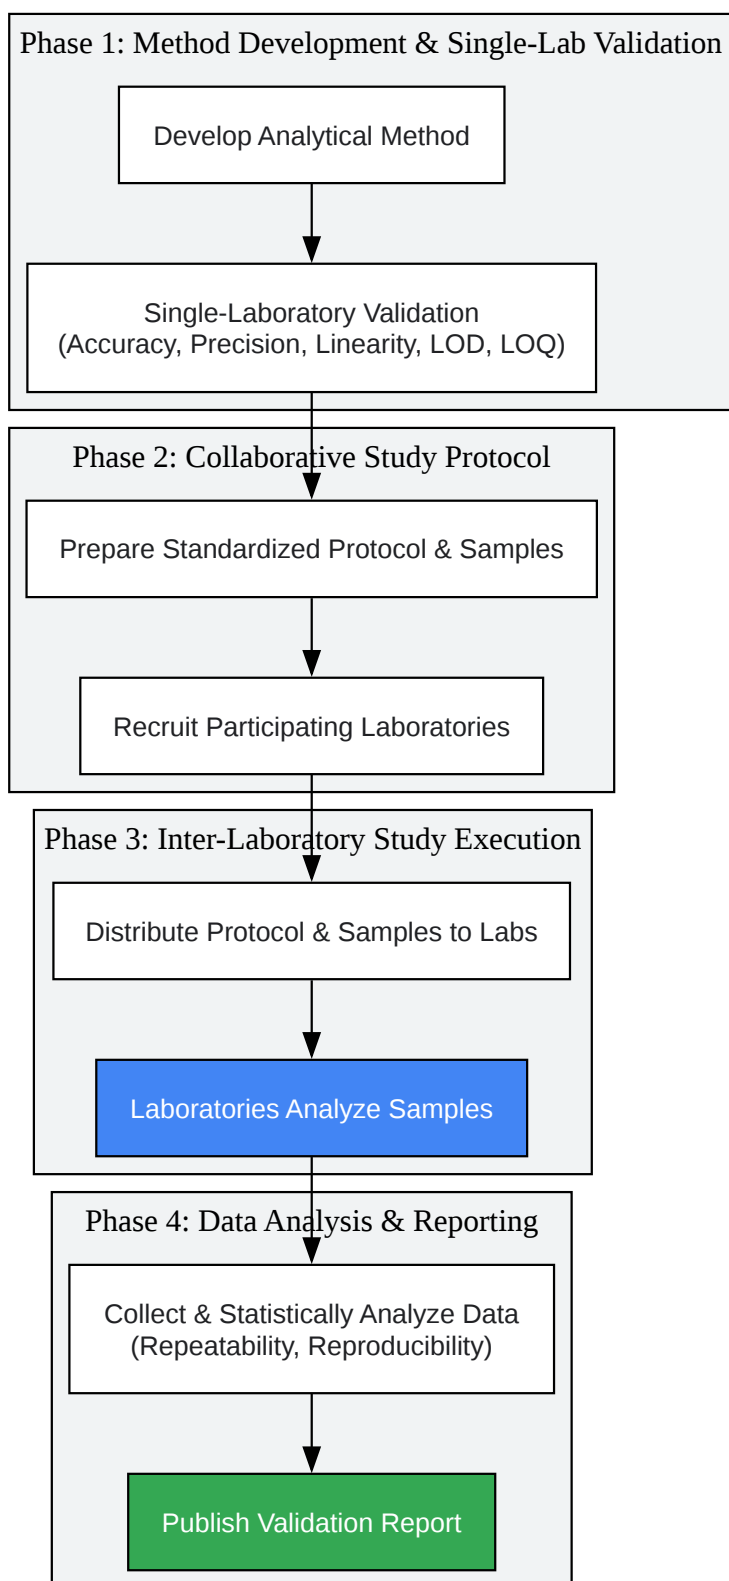 Phase 1: Method Development & Single-Lab Validation
Develop Analytical Method
Single-Laboratory Validation
(Accuracy, Precision, Linearity, LOD, LOQ)
Phase 2: Collaborative Study Protocol
Prepare Standardized Protocol & Samples
Recruit Participating Laboratories
Phase 3: Inter-Laboratory Study Execution
Distribute Protocol & Samples to Labs
Laboratories Analyze Samples
Phase 4: Data Analysis & Reporting
Collect & Statistically Analyze Data
(Repeatability, Reproducibility)
Publish Validation Report